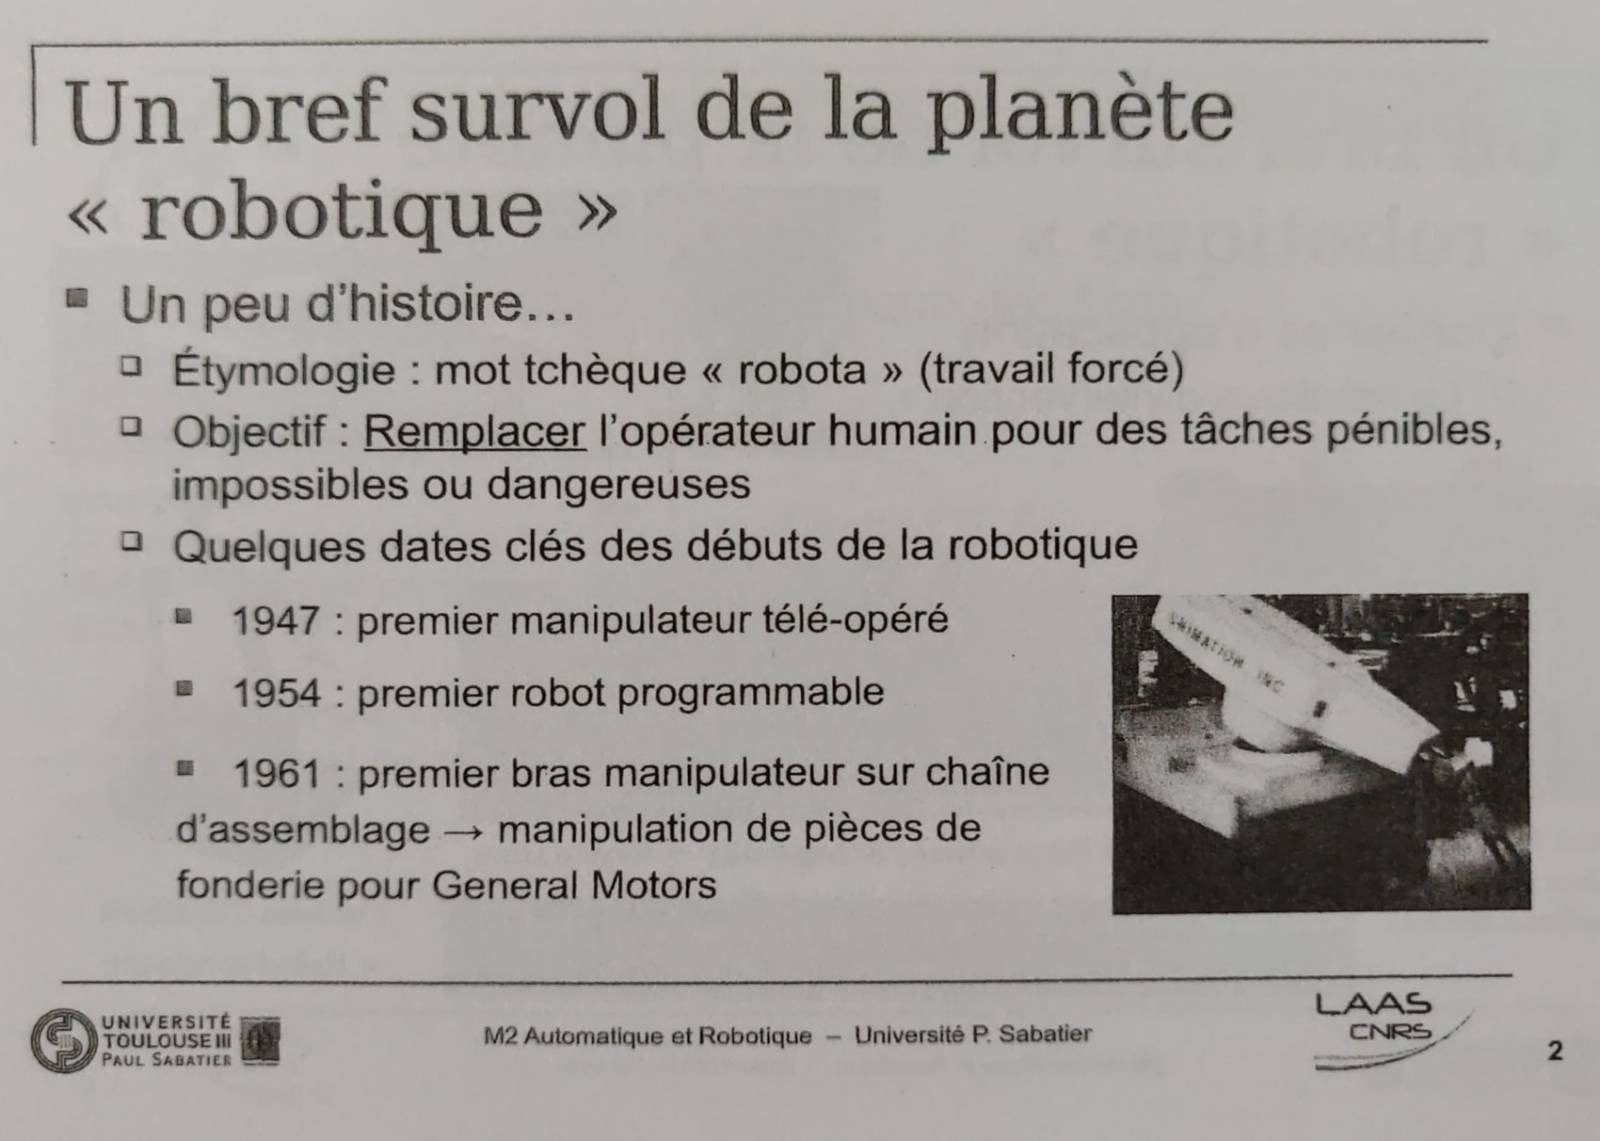 Un bref survol de la planète
« robotique »
Un peu d'histoire...
Étymologie : mot tchèque « robota » (travail forcé)
Objectif : Remplacer l'opérateur humain pour des tâches pénibles,
impossibles ou dangereuses
Quelques dates clés des débuts de la robotique
1947 : premier manipulateur télé-opéré
1954 : premier robot programmable
1961 : premier bras manipulateur sur chaîne
d'assemblage → manipulation de pièces de
fonderie pour General Motors
UNIMATION INC
UNIVERSITÉ
TOULOUSE III
PAUL SABATIER
M2 Automatique et Robotique – Université P. Sabatier
LAAS
CNRS
2